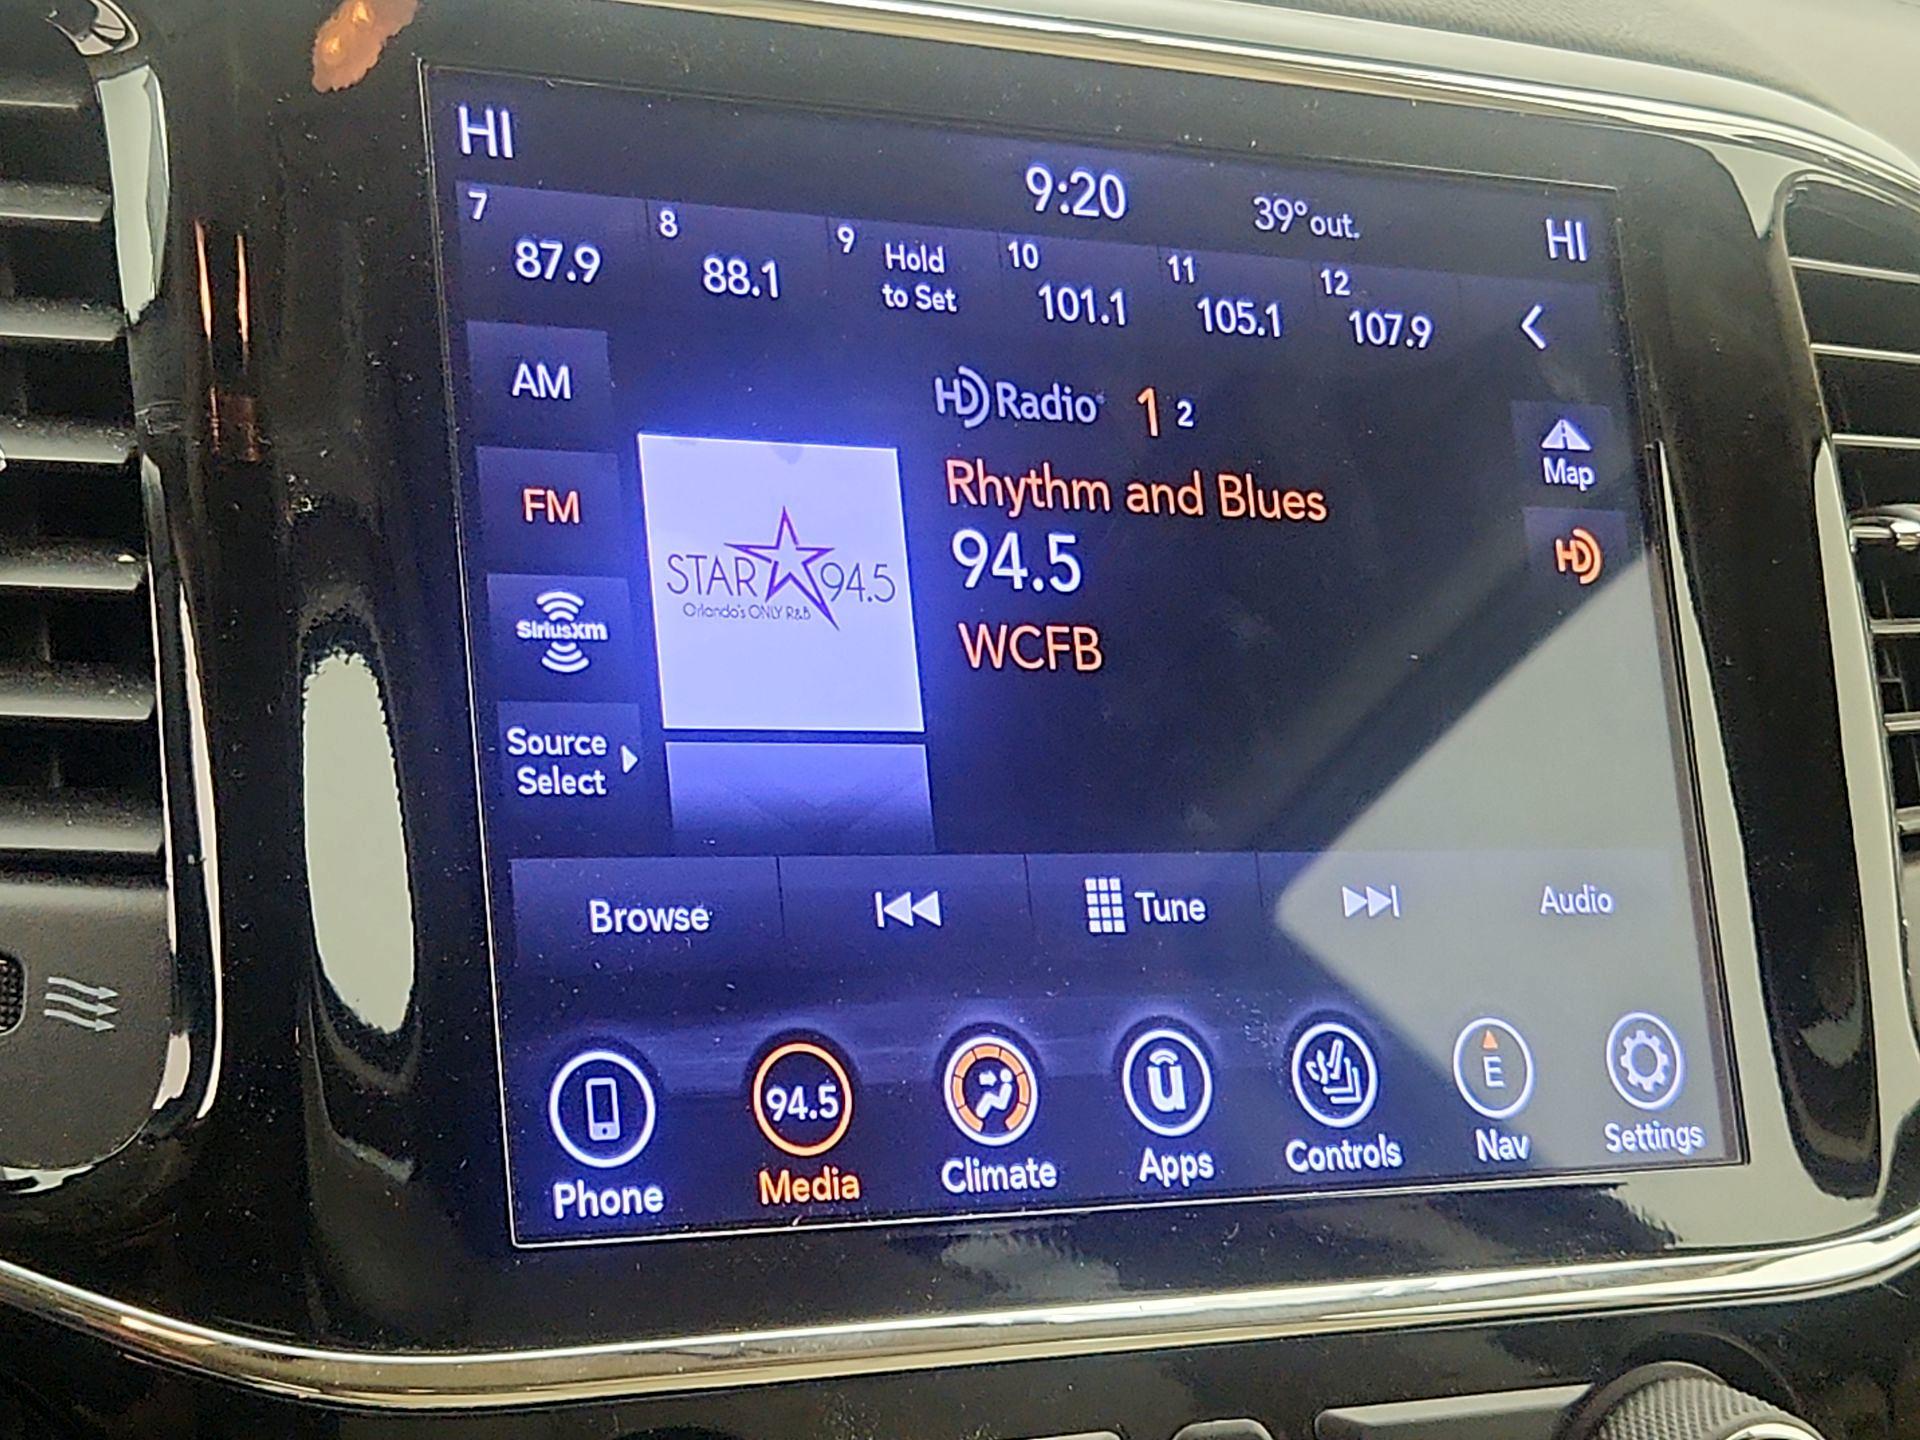 HI
9:20
39° out.
HI
7
87.9
8
88.1
9
Hold
to Set
10
101.1
11
105.1
12
107.9
AM
HD Radio 1 2
Map
FM
Rhythm and Blues
STAR 94.5
Orlando's ONLY R&B
94.5
HD
SiriusXM
WCFB
Source
Select
Browse
Tune
Audio
94.5
u
E
Phone
Media
Climate
Apps
Controls
Nav
Settings